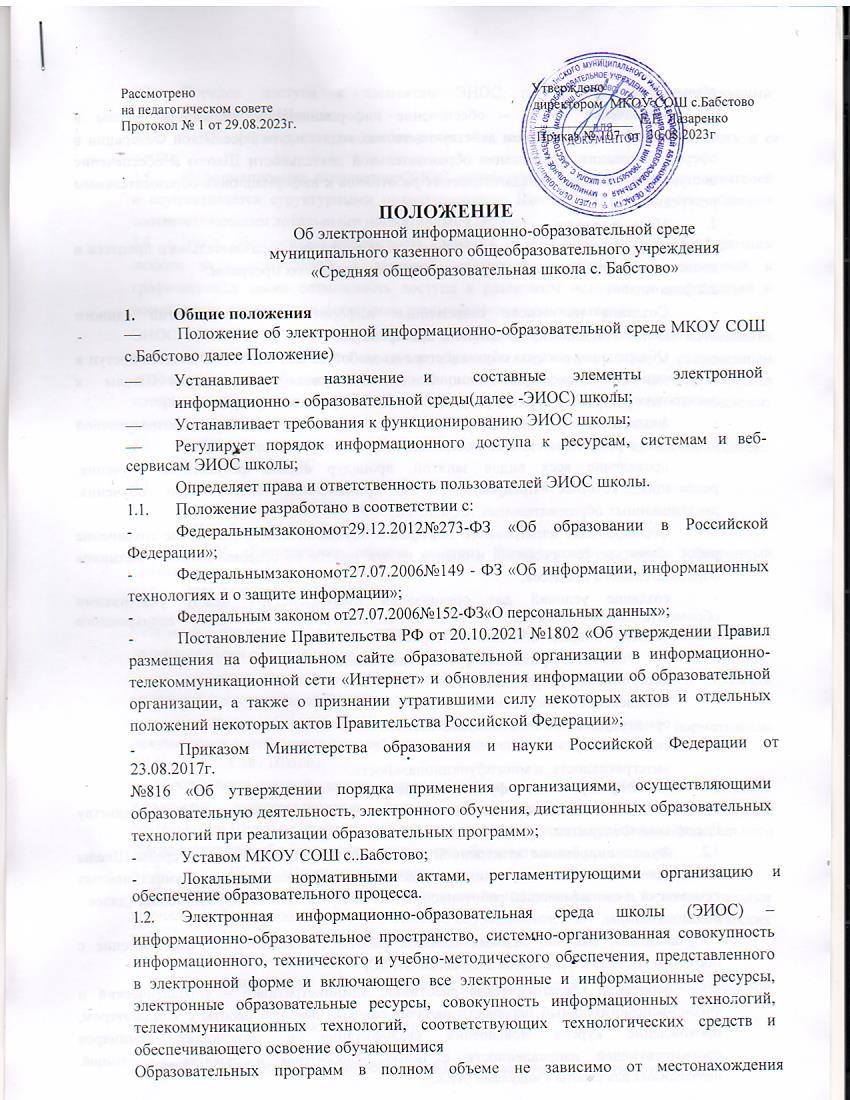 Рассмотрено
на педагогическом совете
Протокол № 1 от 29.08.2023г.
Утверждено
директором МКОУ СОШ с.Бабстово
Лазаренко
Приказ № 107 от 30.08.2023г
ДЛЯ
ДОКУМЕНТОВ
ПОЛОЖЕНИЕ
Об электронной информационно-образовательной среде
муниципального казенного общеобразовательного учреждения
«Средняя общеобразовательная школа с. Бабстово»
1. Общие положения
— Положение об электронной информационно-образовательной среде МКОУ СОШ
с.Бабстово далее Положение)
— Устанавливает назначение и составные элементы электронной
информационно - образовательной среды(далее -ЭИОС) школы;
— Устанавливает требования к функционированию ЭИОС школы;
— Регулирует порядок информационного доступа к ресурсам, системам и веб-
сервисам ЭИОС школы;
— Определяет права и ответственность пользователей ЭИОС школы.
1.1. Положение разработано в соответствии с:
- Федеральнымзакономот29.12.2012№273-ФЗ «Об образовании в Российской
Федерации»;
- Федеральнымзакономот27.07.2006№149 - ФЗ «Об информации, информационных
технологиях и о защите информации»;
- Федеральным законом от27.07.2006№152-ФЗ«О персональных данных»;
- Постановление Правительства РФ от 20.10.2021 №1802 «Об утверждении Правил
размещения на официальном сайте образовательной организации в информационно-
телекоммуникационной сети «Интернет» и обновления информации об образовательной
организации, а также о признании утратившими силу некоторых актов и отдельных
положений некоторых актов Правительства Российской Федерации»;
- Приказом Министерства образования и науки Российской Федерации от
23.08.2017г.
№816 «Об утверждении порядка применения организациями, осуществляющими
образовательную деятельность, электронного обучения, дистанционных образовательных
технологий при реализации образовательных программ»;
- Уставом МКОУ СОШ с..Бабстово;
- Локальными нормативными актами, регламентирующими организацию и
обеспечение образовательного процесса.
1.2. Электронная информационно-образовательная среда школы (ЭИОС) –
информационно-образовательное пространство, системно-организованная совокупность
информационного, технического и учебно-методического обеспечения, представленного
в электронной форме и включающего все электронные и информационные ресурсы,
электронные образовательные ресурсы, совокупность информационных технологий,
телекоммуникационных технологий, соответствующих технологических средств и
обеспечивающего освоение обучающимися
Образовательных программ в полном объеме не зависимо от местонахождения